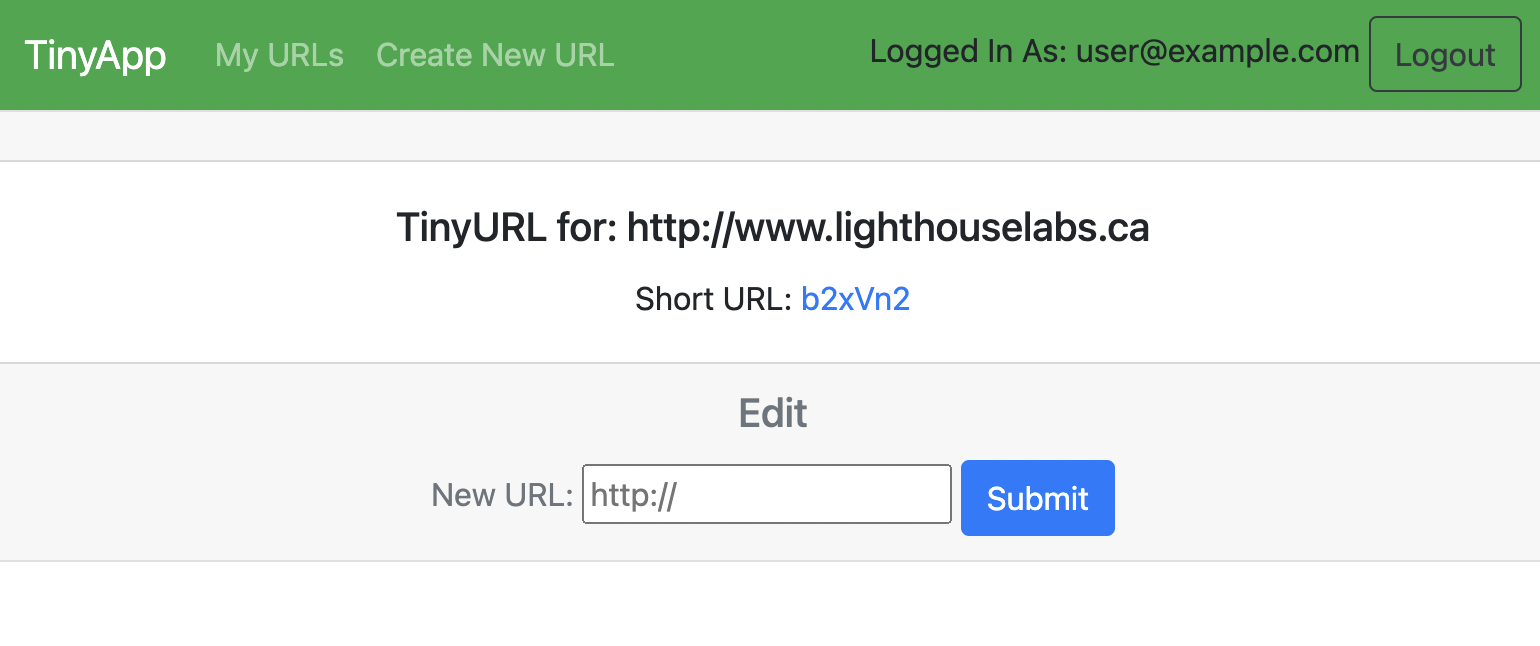 TinyApp My URLs Create New URL Logged In As: user@example.com Logout
TinyURL for: http://www.lighthouselabs.ca
Short URL: b2xVn2
Edit
New URL: http:// Submit